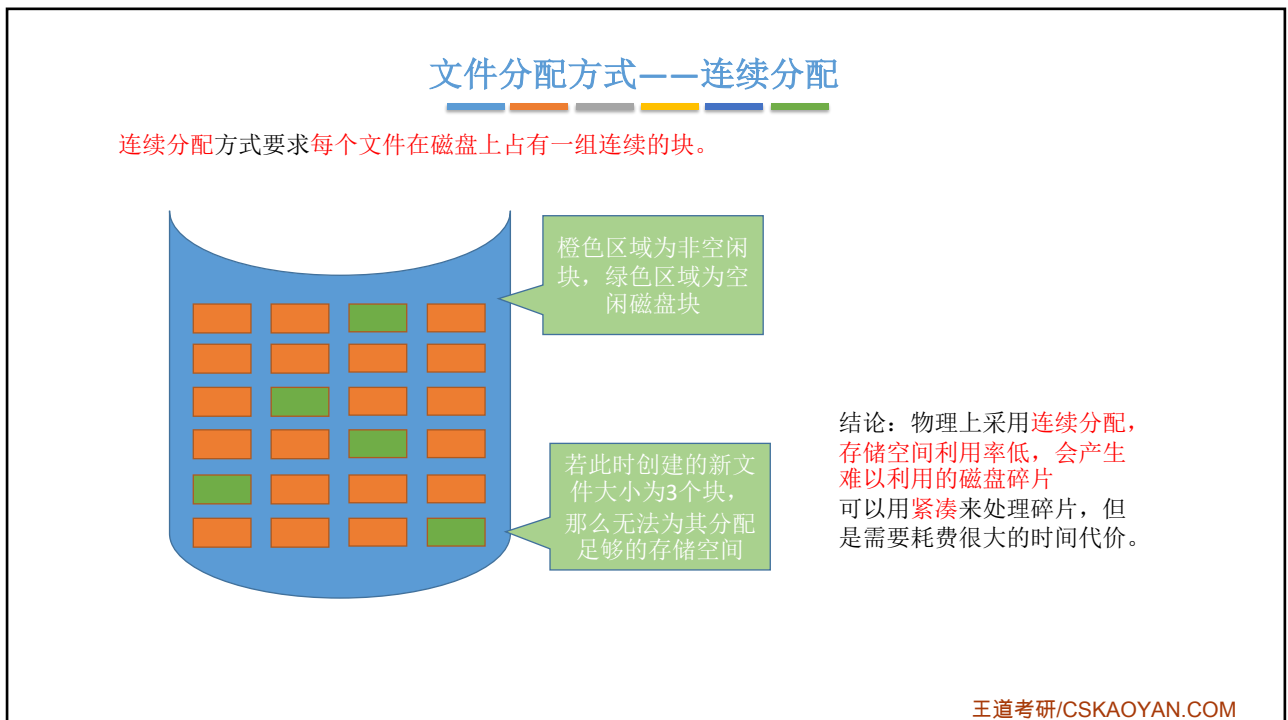 文件分配方式——连续分配
连续分配方式要求每个文件在磁盘上占有一组连续的块。
橙色区域为非空闲
块，绿色区域为空
闲磁盘块
若此时创建的新文
件大小为3个块，
那么无法为其分配
足够的存储空间
结论：物理上采用连续分配，
存储空间利用率低，会产生
难以利用的磁盘碎片
可以用紧凑来处理碎片，但
是需要耗费很大的时间代价。
王道考研/CSKAOYAN.COM